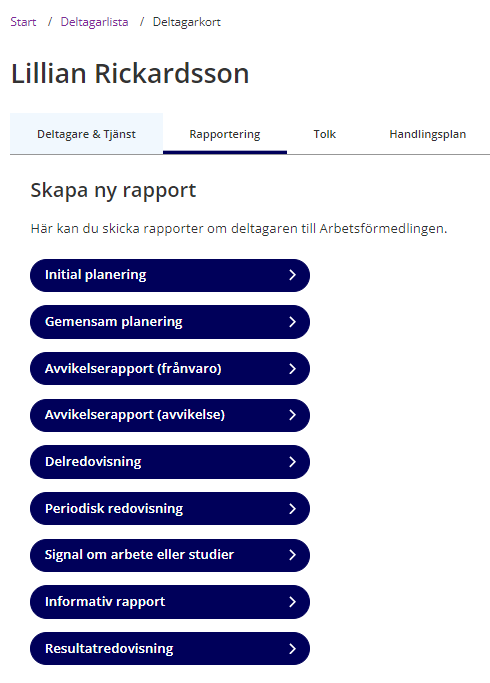 Start / Deltagarlista / Deltagarkort
Lillian Rickardsson
Deltagare & Tjänst Rapportering Tolk Handlingsplan
Skapa ny rapport
Här kan du skicka rapporter om deltagaren till Arbetsförmedlingen.
Initial planering
Gemensam planering
Avvikelserapport (frånvaro)
Avvikelserapport (avvikelse)
Delredovisning
Periodisk redovisning
Signal om arbete eller studier
Informativ rapport
Resultatredovisning